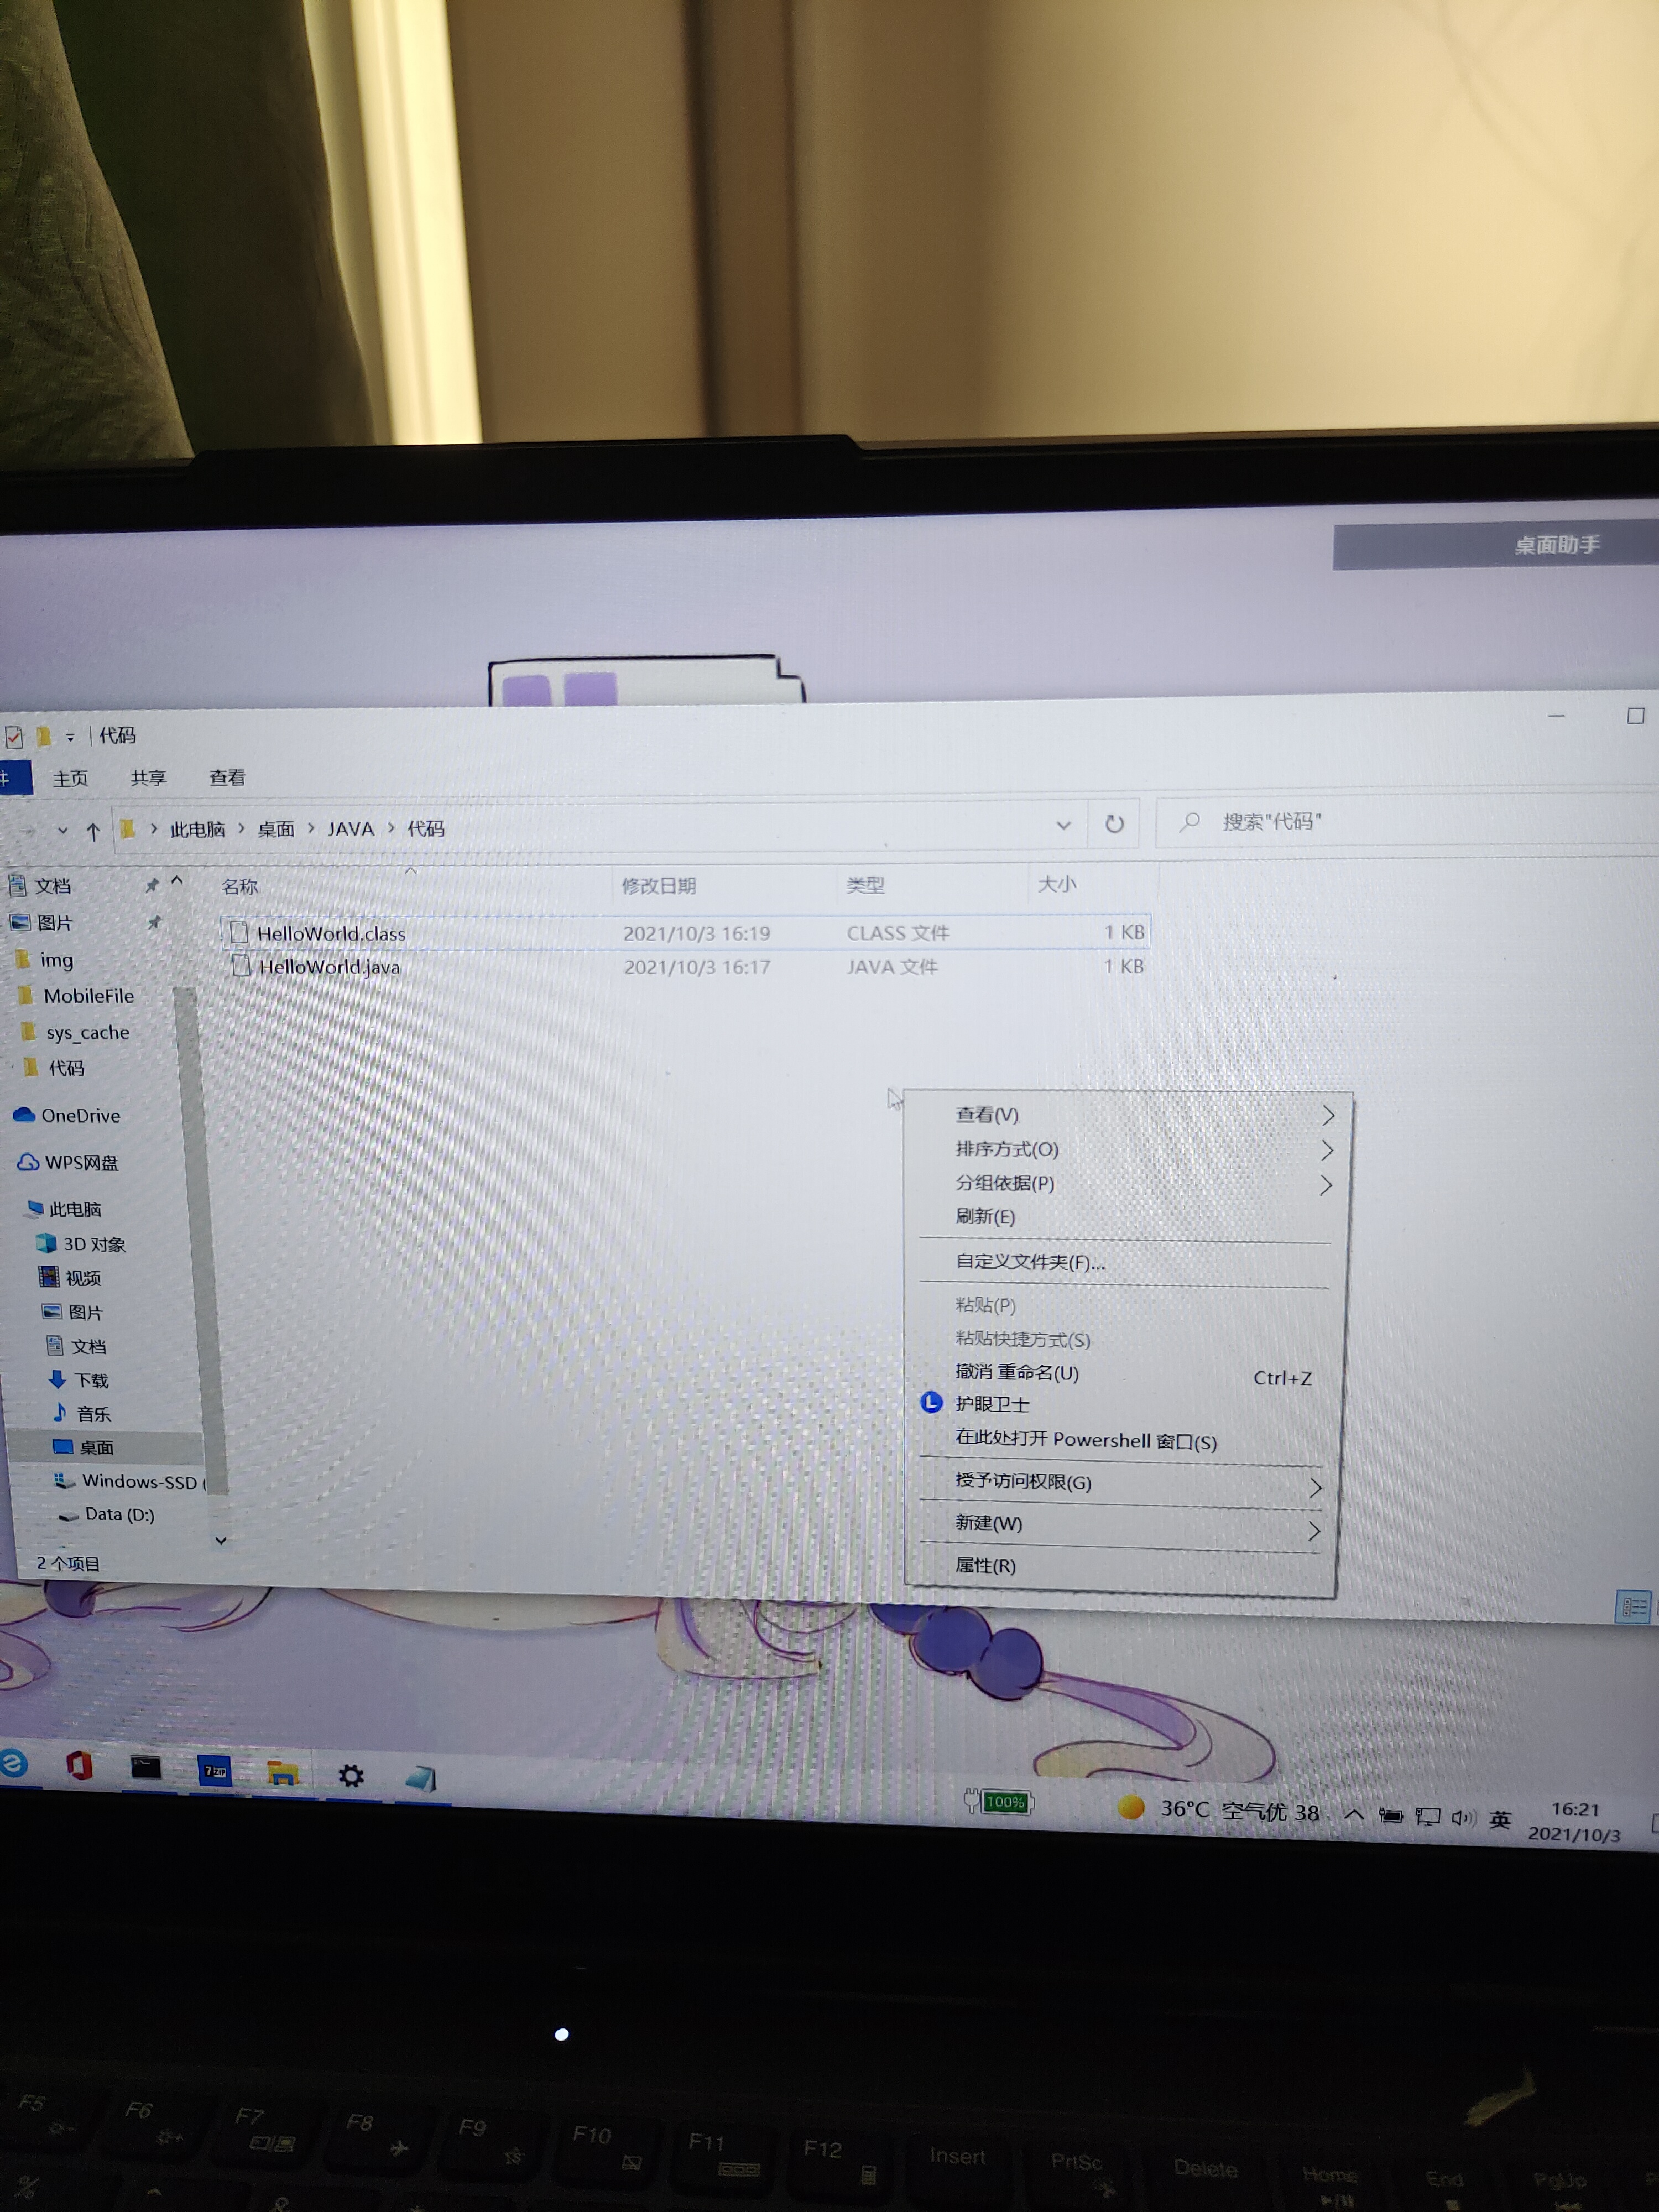 桌面助手
代码
件 主页 共享 查看
此电脑 > 桌面 > JAVA > 代码
搜索"代码"
名称 修改日期 类型 大小
HelloWorld.class 2021/10/3 16:19 CLASS 文件 1 KB
HelloWorld.java 2021/10/3 16:17 JAVA 文件 1 KB
文档
图片
img
MobileFile
sys_cache
代码
OneDrive
WPS网盘
此电脑
3D 对象
视频
图片
文档
下载
音乐
桌面
Windows-SSD (
Data (D:)
2 个项目
查看(V)
排序方式(O)
分组依据(P)
刷新(E)
自定义文件夹(F)...
粘贴(P)
粘贴快捷方式(S)
撤消 重命名(U) Ctrl+Z
L 护眼卫士
在此处打开 Powershell 窗口(S)
授予访问权限(G)
新建(W)
属性(R)
7ZIP
100%
36°C 空气优 38
英
16:21
2021/10/3
F5 F6 F7 F8 F9 F10 F11 F12 Insert PrtSc Delete Home End PgUp
% &